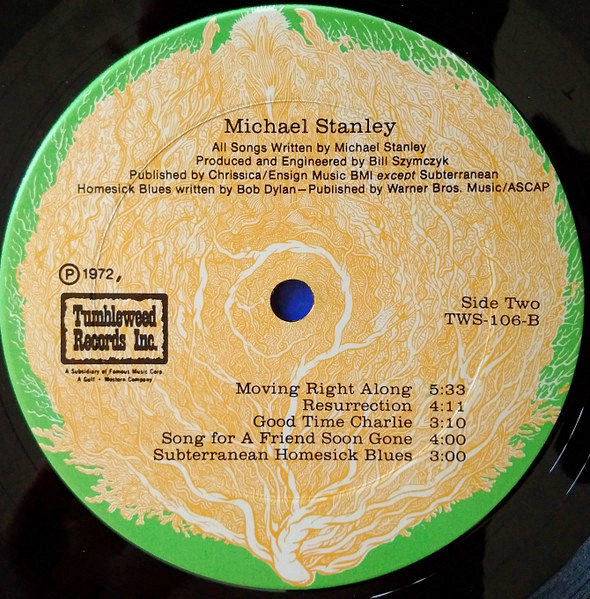 Michael Stanley
All Songs Written by Michael Stanley
Produced and Engineered by Bill Szymczyk
Published by Chrissica/Ensign Music BMI except Subterranean
Homesick Blues written by Bob Dylan—Published by Warner Bros. Music/ASCAP
Ⓟ 1972,
Tumbleweed
Records Inc.
A Subsidiary of Famous Music Corp.
A Gulf + Western Company
Side Two
TWS-106-B
Moving Right Along 5:33
Resurrection 4:11
Good Time Charlie 3:10
Song for A Friend Soon Gone 4:00
Subterranean Homesick Blues 3:00